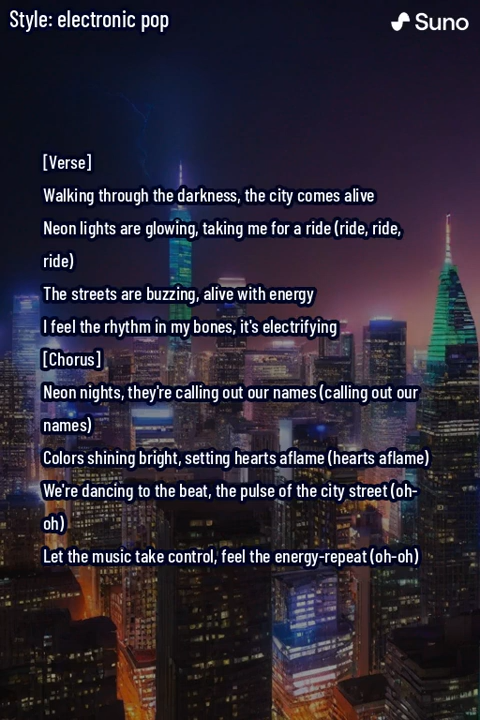 Style: electronic pop
Suno
[Verse]
Walking through the darkness, the city comes alive
Neon lights are glowing, taking me for a ride (ride, ride,
ride)
The streets are buzzing, alive with energy
I feel the rhythm in my bones, it's electrifying
[Chorus]
Neon nights, they're calling out our names (calling out our
names)
Colors shining bright, setting hearts aflame (hearts aflame)
We're dancing to the beat, the pulse of the city street (oh-
oh)
Let the music take control, feel the energy-repeat (oh-oh)